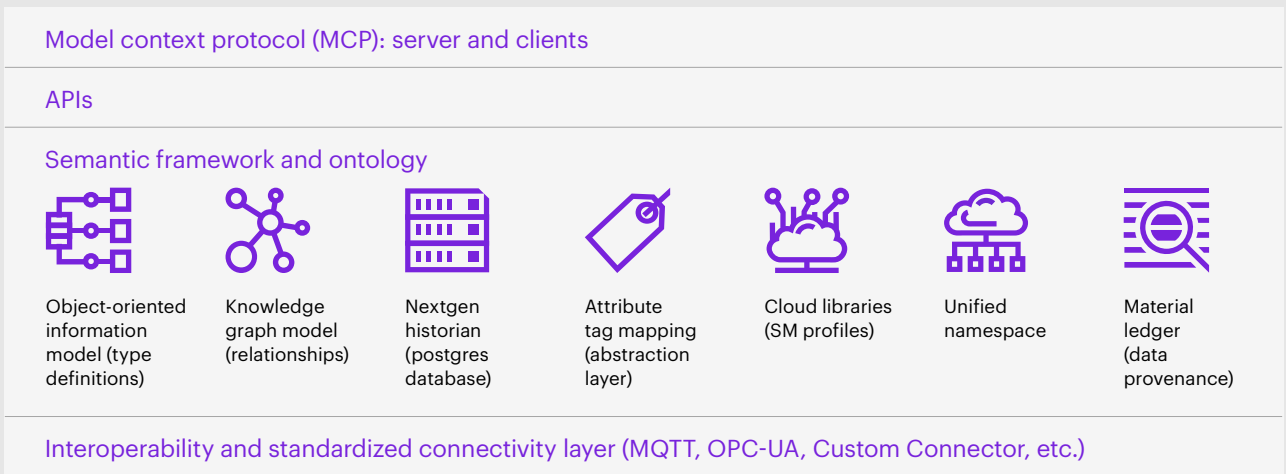 Model context protocol (MCP): server and clients
APIs
Semantic framework and ontology
Object-oriented
information
model (type
definitions)
Knowledge
graph model
(relationships)
Nextgen
historian
(postgres
database)
Attribute
tag mapping
(abstraction
layer)
Cloud libraries
(SM profiles)
Unified
namespace
Material
ledger
(data
provenance)
Interoperability and standardized connectivity layer (MQTT, OPC-UA, Custom Connector, etc.)